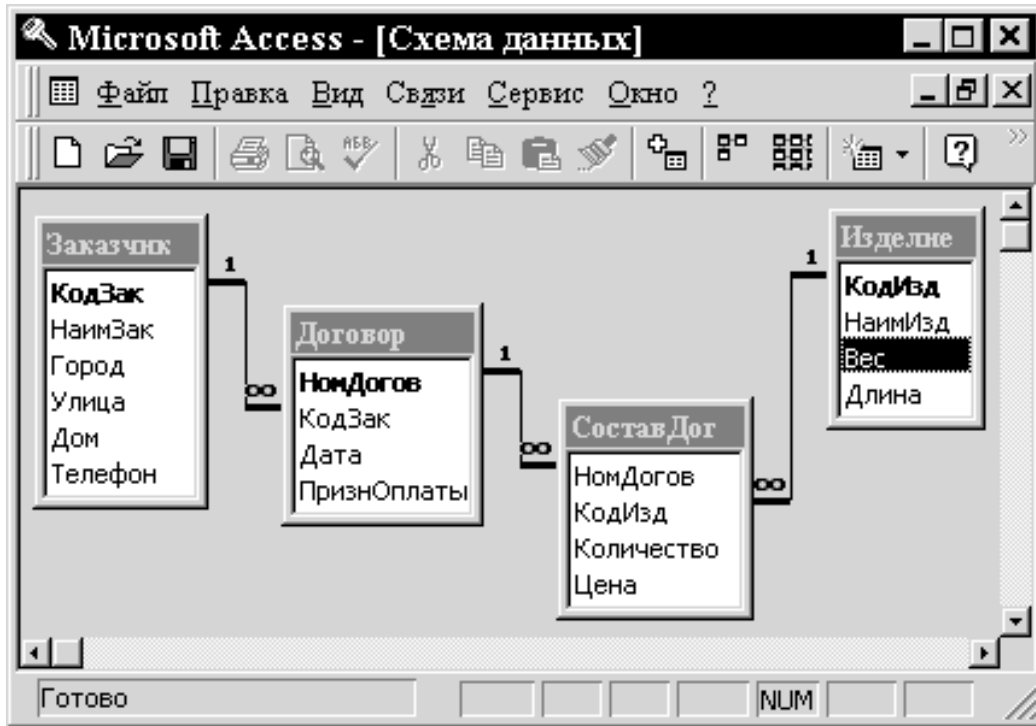 Microsoft Access - [Схема данных]
Файл Правка Вид Связи Сервис Окно ?
АБВ
Заказчик
КодЗак
НаимЗак
Город
Улица
Дом
Телефон
1
∞
Договор
НомДогов
КодЗак
Дата
ПризнОплаты
1
∞
СоставДог
НомДогов
КодИзд
Количество
Цена
∞
1
Изделие
КодИзд
НаимИзд
Вес
Длина
Готово
NUM